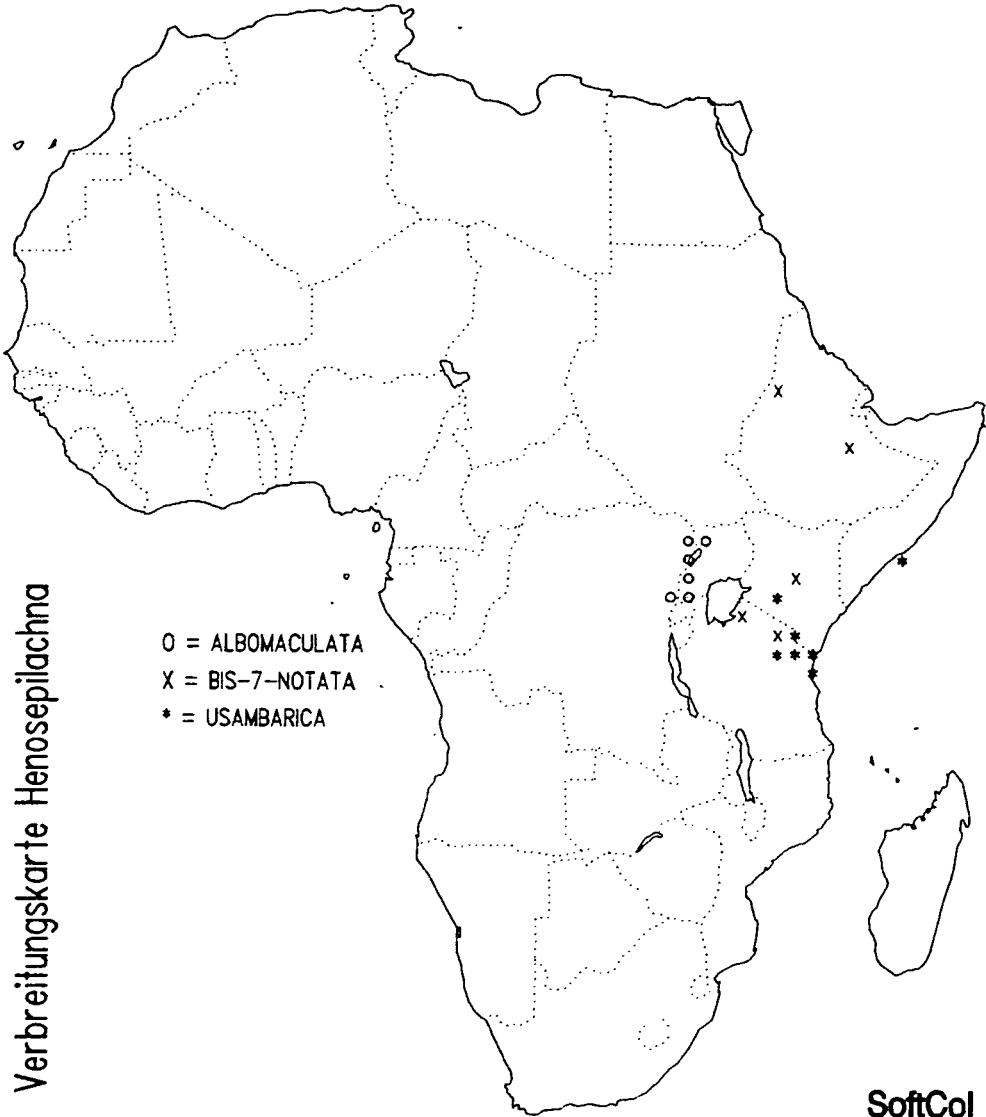 Verbreitungskarte Henosepilachna
O = ALBOMACULATA
X = BIS-7-NOTATA
* = USAMBARICA
SoftCol